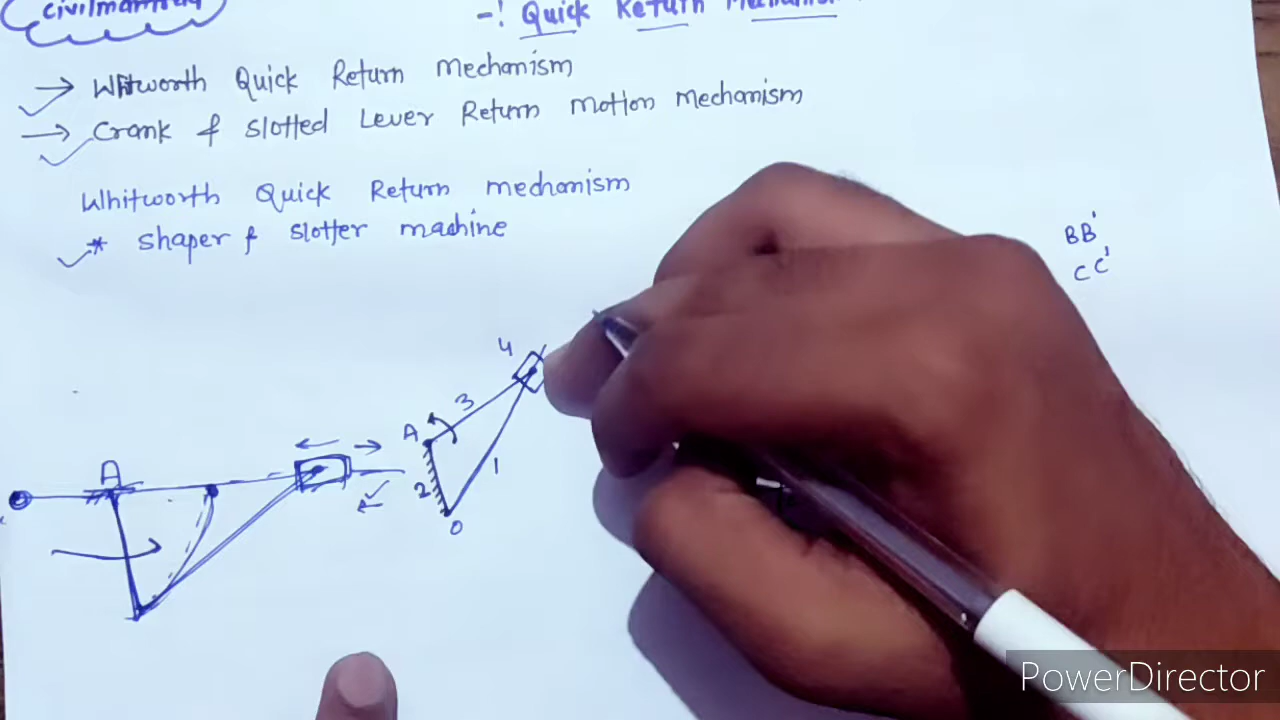 -! Quick Return
→ Whitworth Quick Return Mechanism
→ Crank & Slotted Lever Return Motion Mechanism
Whitworth Quick Return mechanism
* shaper & slotter machine
BB'
CC'
4
3
A
1
2
O
A
PowerDirector